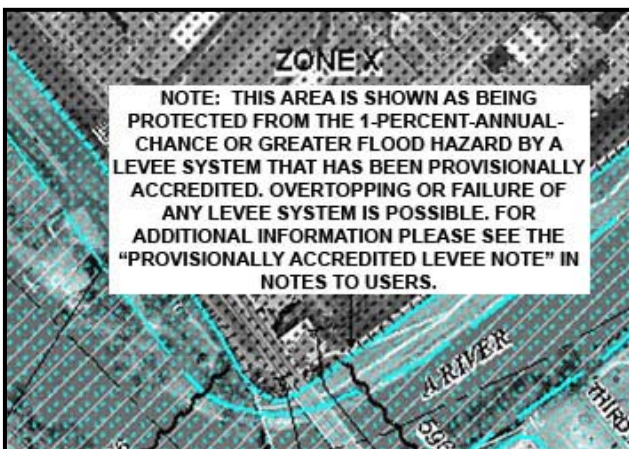 ZONE X
NOTE: THIS AREA IS SHOWN AS BEING
PROTECTED FROM THE 1-PERCENT-ANNUAL-
CHANCE OR GREATER FLOOD HAZARD BY A
LEVEE SYSTEM THAT HAS BEEN PROVISIONALLY
ACCREDITED. OVERTOPPING OR FAILURE OF
ANY LEVEE SYSTEM IS POSSIBLE. FOR
ADDITIONAL INFORMATION PLEASE SEE THE
“PROVISIONALLY ACCREDITED LEVEE NOTE” IN
NOTES TO USERS.
A RIVER
THIRD
596